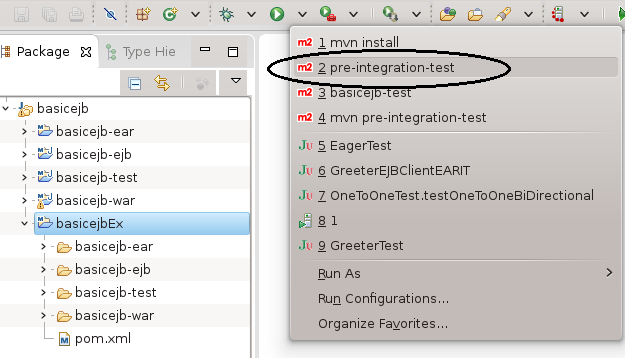 Package
Type Hie
basicejb
basicejb-ear
basicejb-ejb
basicejb-test
basicejb-war
basicejbEx
basicejb-ear
basicejb-ejb
basicejb-test
basicejb-war
pom.xml
m2 1 mvn install
m2 2 pre-integration-test
m2 3 basicejb-test
m2 4 mvn pre-integration-test
Ju 5 EagerTest
Ju 6 GreeterEJBClientEARIT
Ju 7 OneToOneTest.testOneToOneBiDirectional
8 1
Ju 9 GreeterTest
Run As
Run Configurations...
Organize Favorites...